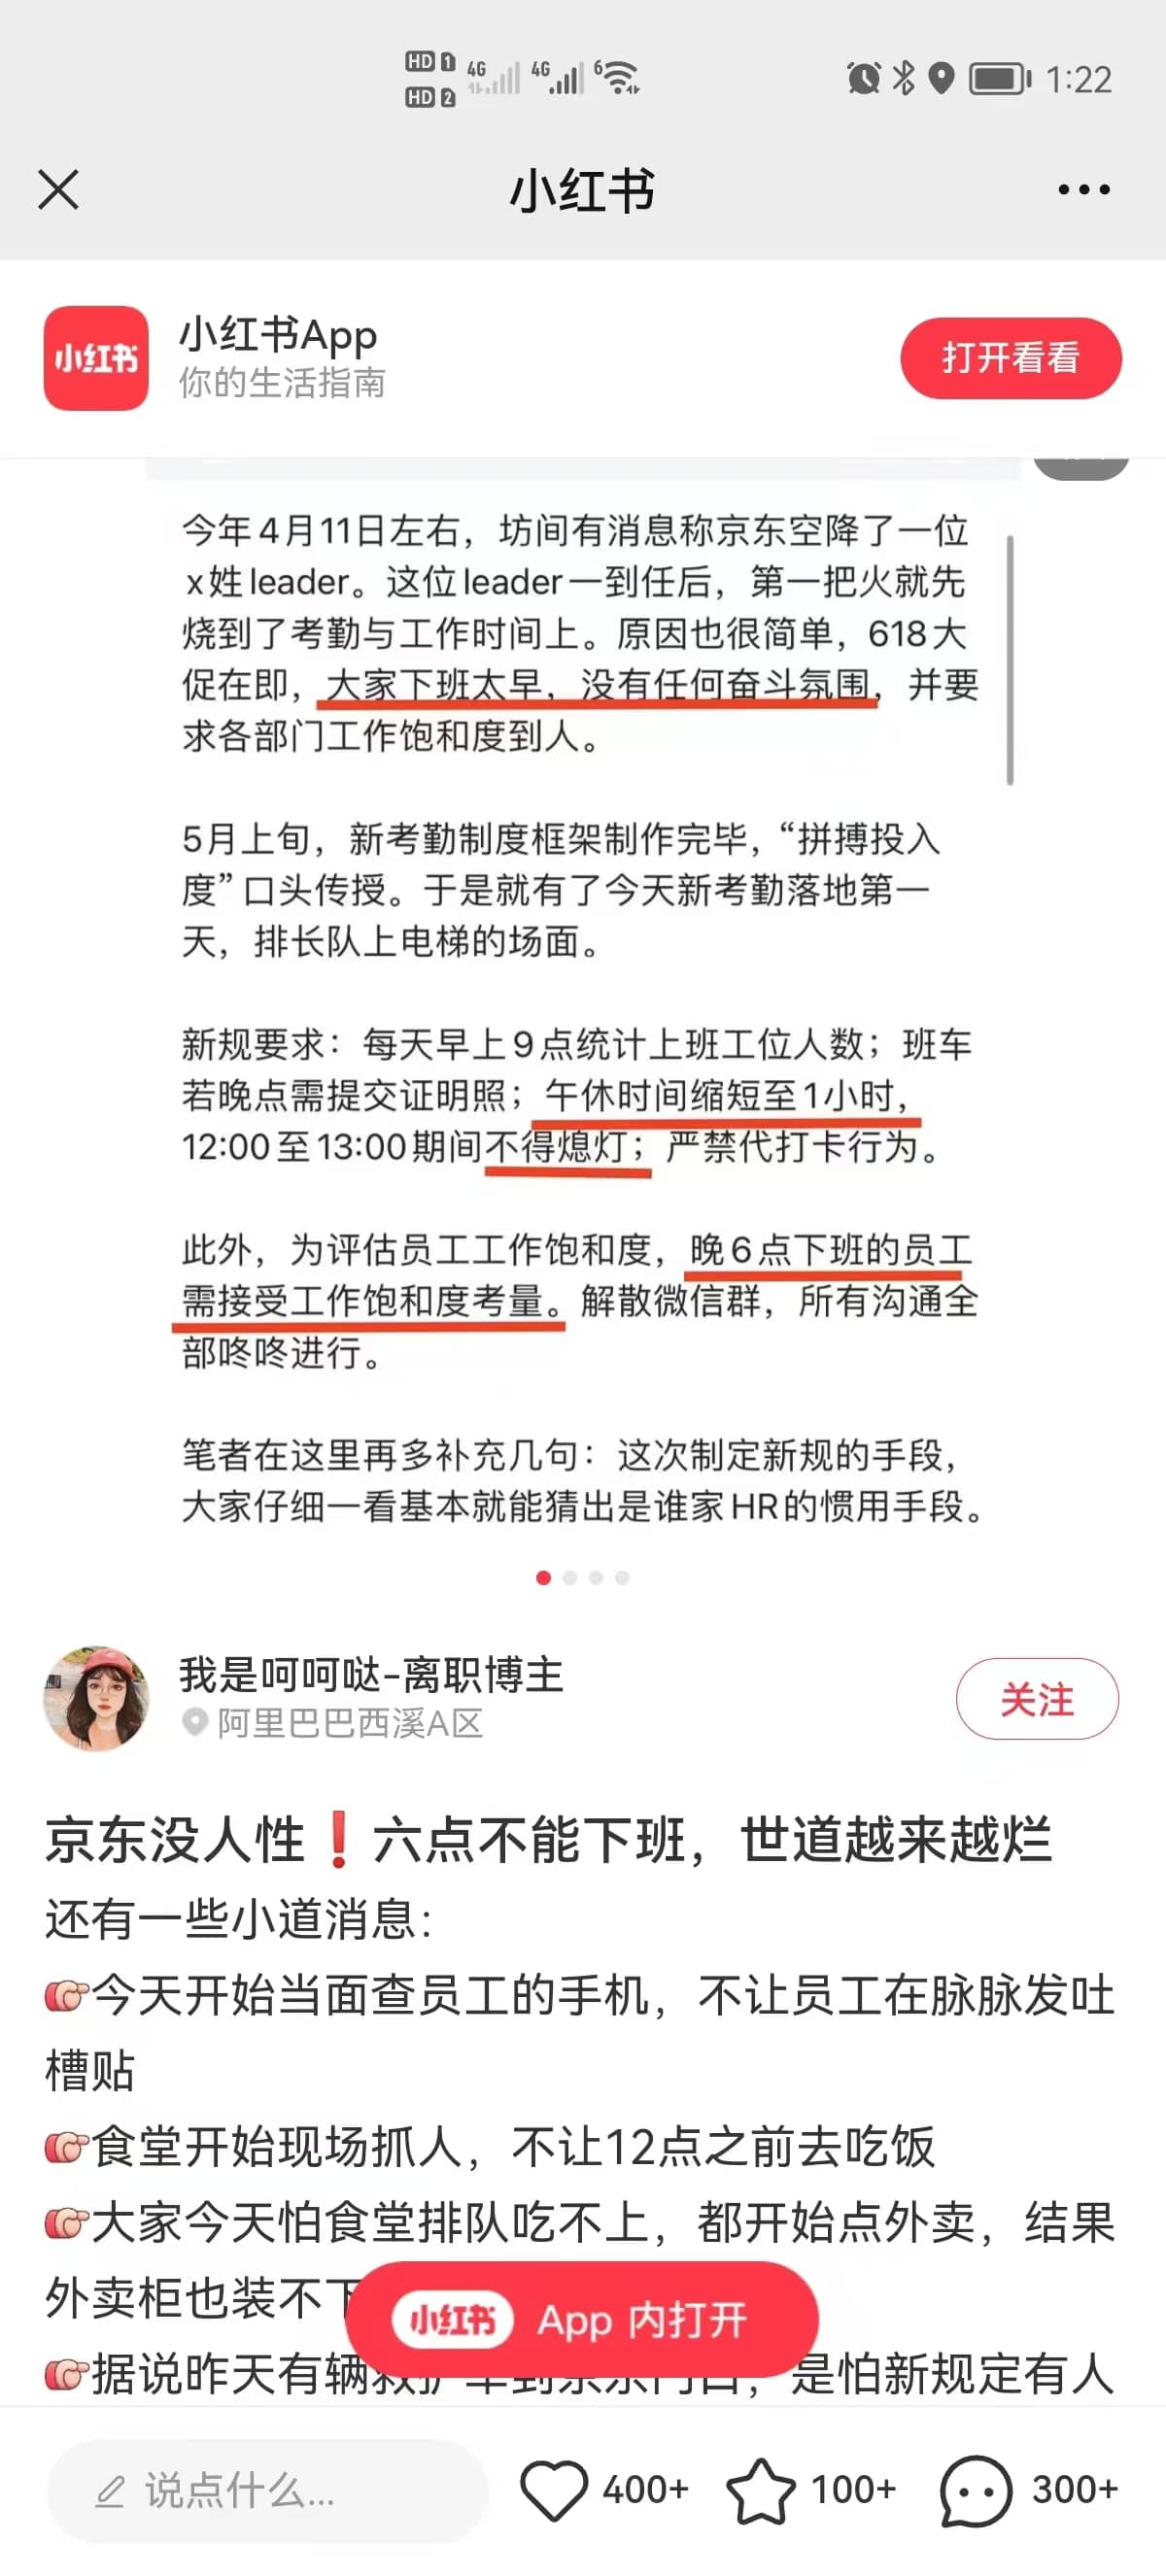 HD 1 4G 4G 6 1:22
HD 2
小红书
小红书
小红书App
你的生活指南
打开看看
今年4月11日左右，坊间有消息称京东空降了一位
x姓leader。这位leader一到任后，第一把火就先
烧到了考勤与工作时间上。原因也很简单，618大
促在即，大家下班太早，没有任何奋斗氛围，并要
求各部门工作饱和度到人。
5月上旬，新考勤制度框架制作完毕，“拼搏投入
度”口头传授。于是就有了今天新考勤落地第一
天，排长队上电梯的场面。
新规要求：每天早上9点统计上班工位人数；班车
若晚点需提交证明照；午休时间缩短至1小时，
12:00至13:00期间不得熄灯；严禁代打卡行为。
此外，为评估员工工作饱和度，晚6点下班的员工
需接受工作饱和度考量。解散微信群，所有沟通全
部咚咚进行。
笔者在这里再多补充几句：这次制定新规的手段，
大家仔细一看基本就能猜出是谁家HR的惯用手段。
我是呵呵哒-离职博主
阿里巴巴西溪A区
关注
京东没人性❗六点不能下班，世道越来越烂
还有一些小道消息：
👉今天开始当面查员工的手机，不让员工在脉脉发吐
槽贴
👉食堂开始现场抓人，不让12点之前去吃饭
👉大家今天怕食堂排队吃不上，都开始点外卖，结果
外卖柜也装不下
小红书 App 内打开
👉据说昨天有辆救护车到京东门口，是怕新规定有人
说点什么...
400+
100+
300+